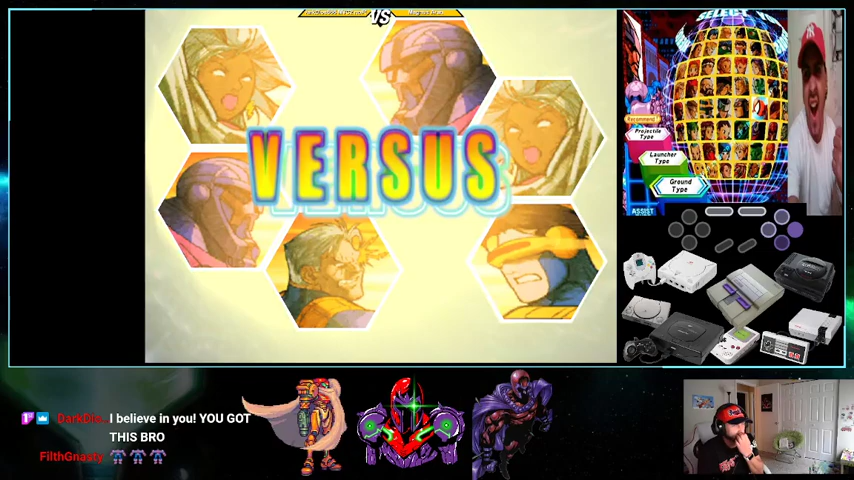 VS
SELECT
VERSUS
Recommend
Projectile
Type
Launcher
Type
Ground
Type
ASSIST
1st
I believe in you! YOU GOT
THIS BRO
FilthGnasty